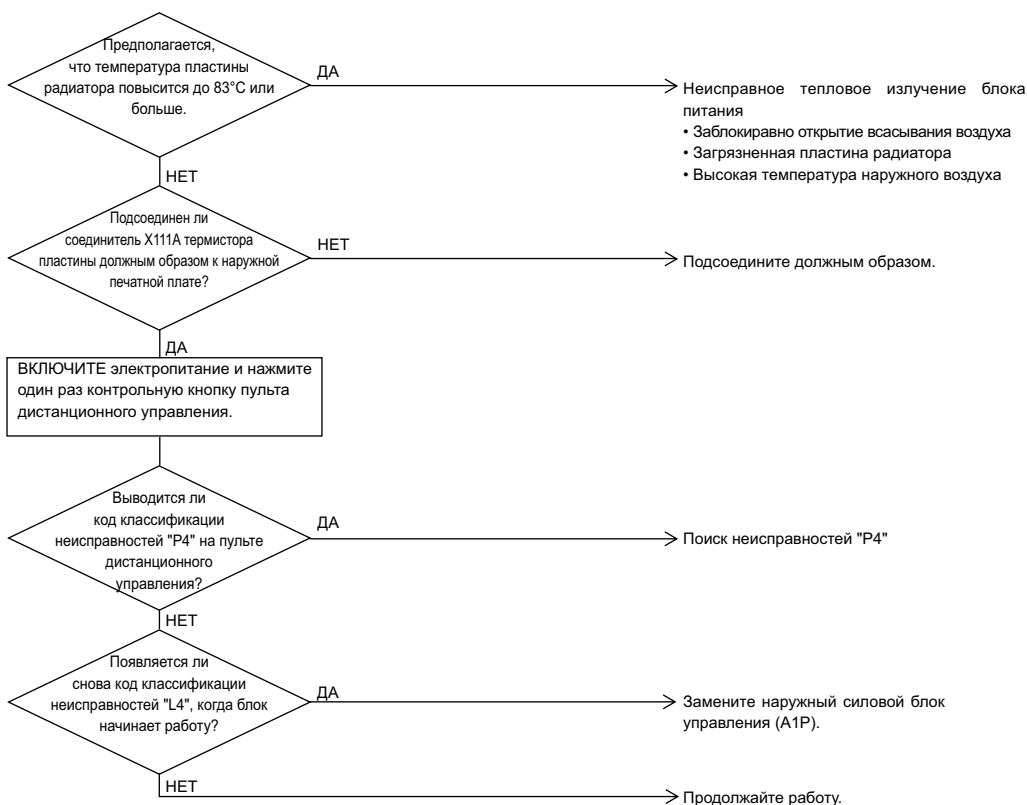 Предполагается,
что температура пластины
радиатора повысится до 83°C или
больше.
ДА
Неисправное тепловое излучение блока
питания
• Заблокиравно открытие всасывания воздуха
• Загрязненная пластина радиатора
• Высокая температура наружного воздуха
НЕТ
Подсоединен ли
соединитель X111A термистора
пластины должным образом к наружной
печатной плате?
НЕТ
Подсоедините должным образом.
ДА
ВКЛЮЧИТЕ электропитание и нажмите
один раз контрольную кнопку пульта
дистанционного управления.
Выводится ли
код классификации
неисправностей "P4" на пульте
дистанционного
управления?
ДА
Поиск неисправностей "P4"
НЕТ
Появляется ли
снова код классификации
неисправностей "L4", когда блок
начинает работу?
ДА
Замените наружный силовой блок
управления (A1P).
НЕТ
Продолжайте работу.